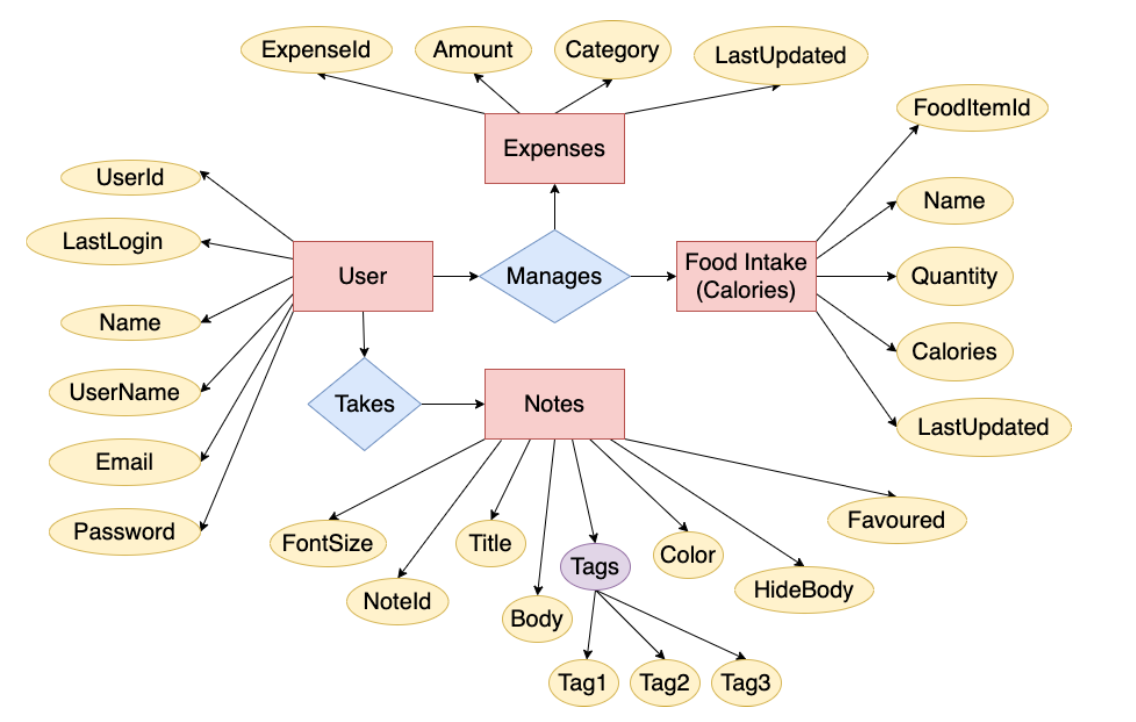 ExpenseId
Amount
Category
LastUpdated
Expenses
FoodItemId
Name
Quantity
Calories
LastUpdated
Food Intake
(Calories)
Manages
User
UserId
LastLogin
Name
UserName
Email
Password
Takes
Notes
FontSize
NoteId
Title
Body
Tags
Color
HideBody
Favoured
Tag1
Tag2
Tag3